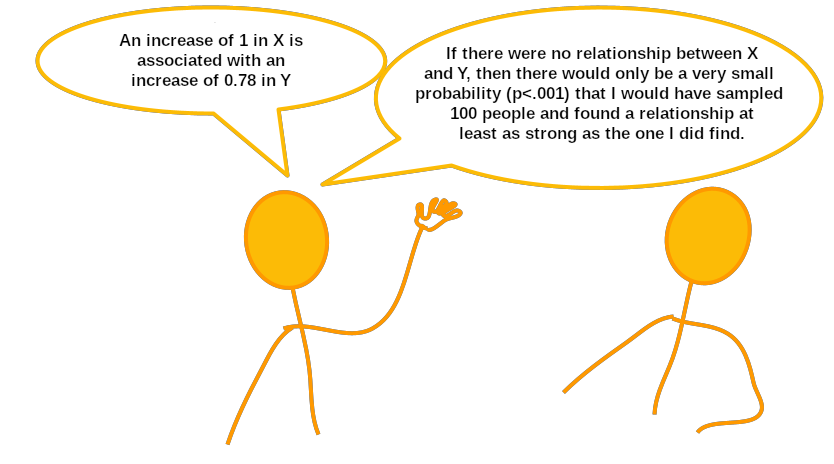 An increase of 1 in X is
associated with an
increase of 0.78 in Y
If there were no relationship between X
and Y, then there would only be a very small
probability (p<.001) that I would have sampled
100 people and found a relationship at
least as strong as the one I did find.